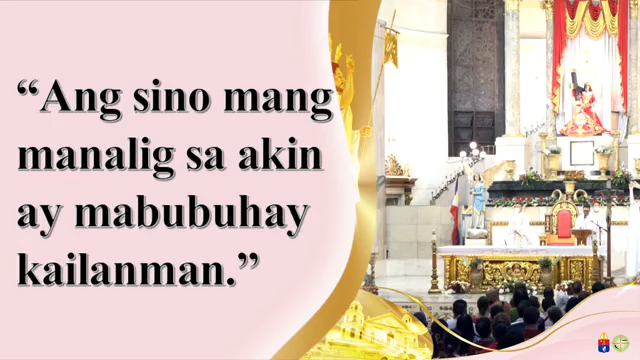 “Ang sino mang
manalig sa akin
ay mabubuhay
kailanman.”